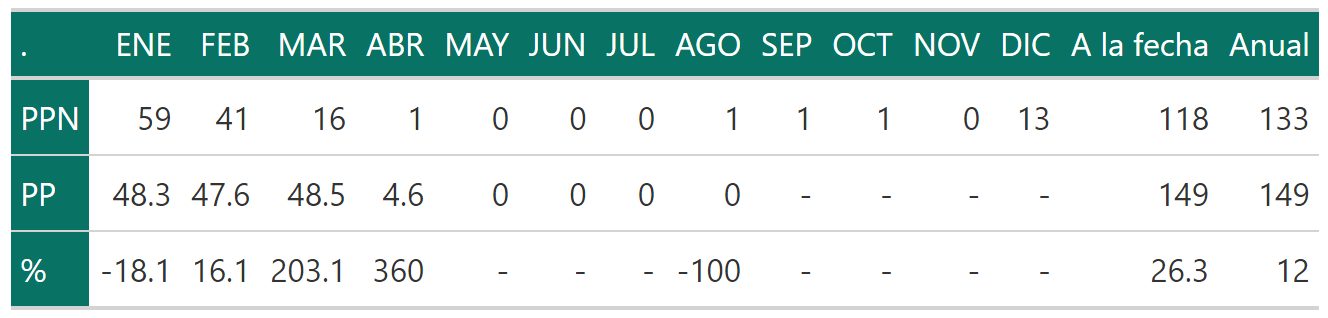 . ENE FEB MAR ABR MAY JUN JUL AGO SEP OCT NOV DIC A la fecha Anual
PPN 59 41 16 1 0 0 0 1 1 1 0 13 118 133
PP 48.3 47.6 48.5 4.6 0 0 0 0 - - - - 149 149
% -18.1 16.1 203.1 360 - - - -100 - - - - 26.3 12